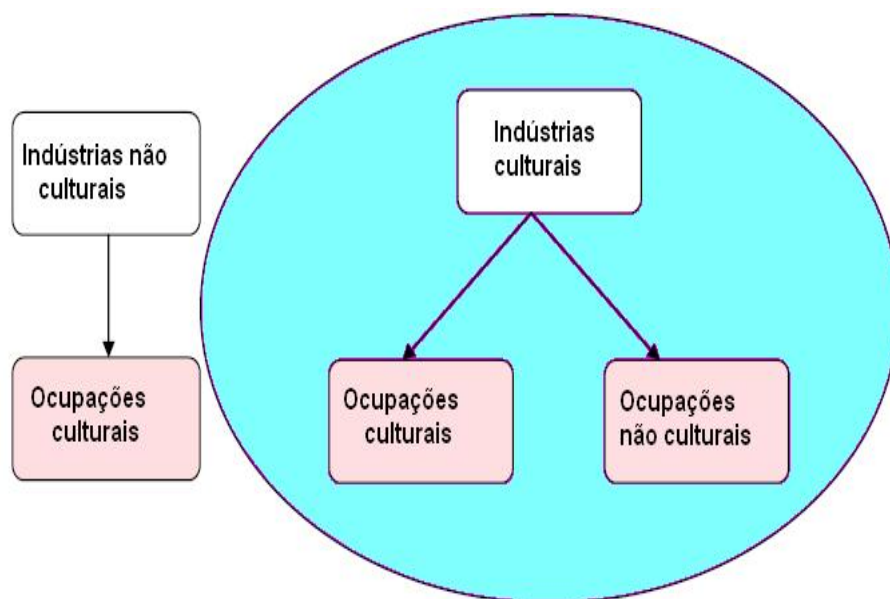 Indústrias não
culturais
Indústrias
culturais
Ocupações
culturais
Ocupações
culturais
Ocupações
não culturais